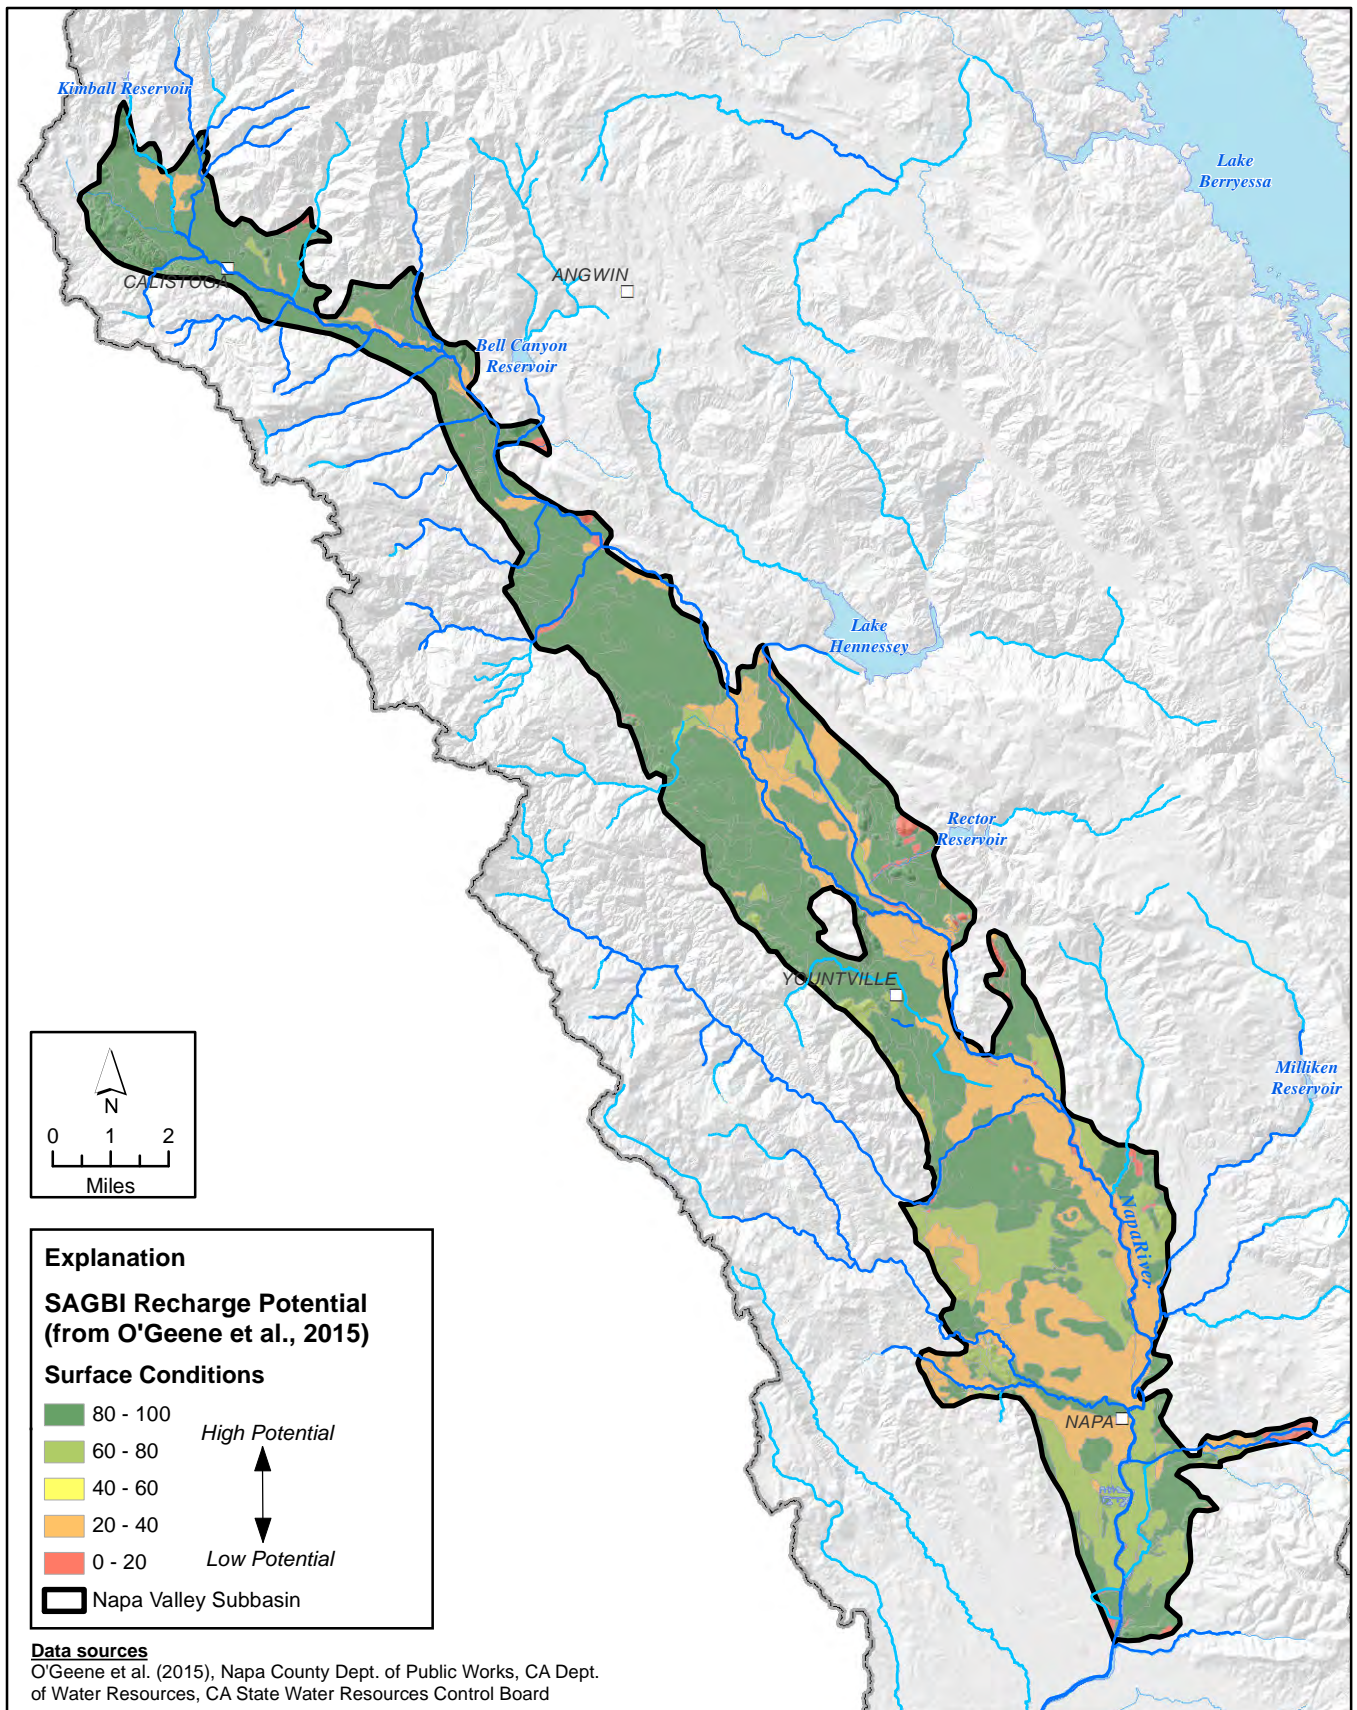 Kimball Reservoir
Lake
Berryessa
CALISTOGA
ANGWIN
Bell Canyon
Reservoir
Lake
Hennessey
Rector
Reservoir
YOUNTVILLE
Milliken
Reservoir
NapaRiver
NAPA
N
0 1 2
Miles
Explanation
SAGBI Recharge Potential
(from O'Geene et al., 2015)
Surface Conditions
80 - 100
High Potential
60 - 80
40 - 60
20 - 40
Low Potential
0 - 20
Napa Valley Subbasin
Data sources
O'Geene et al. (2015), Napa County Dept. of Public Works, CA Dept.
of Water Resources, CA State Water Resources Control Board